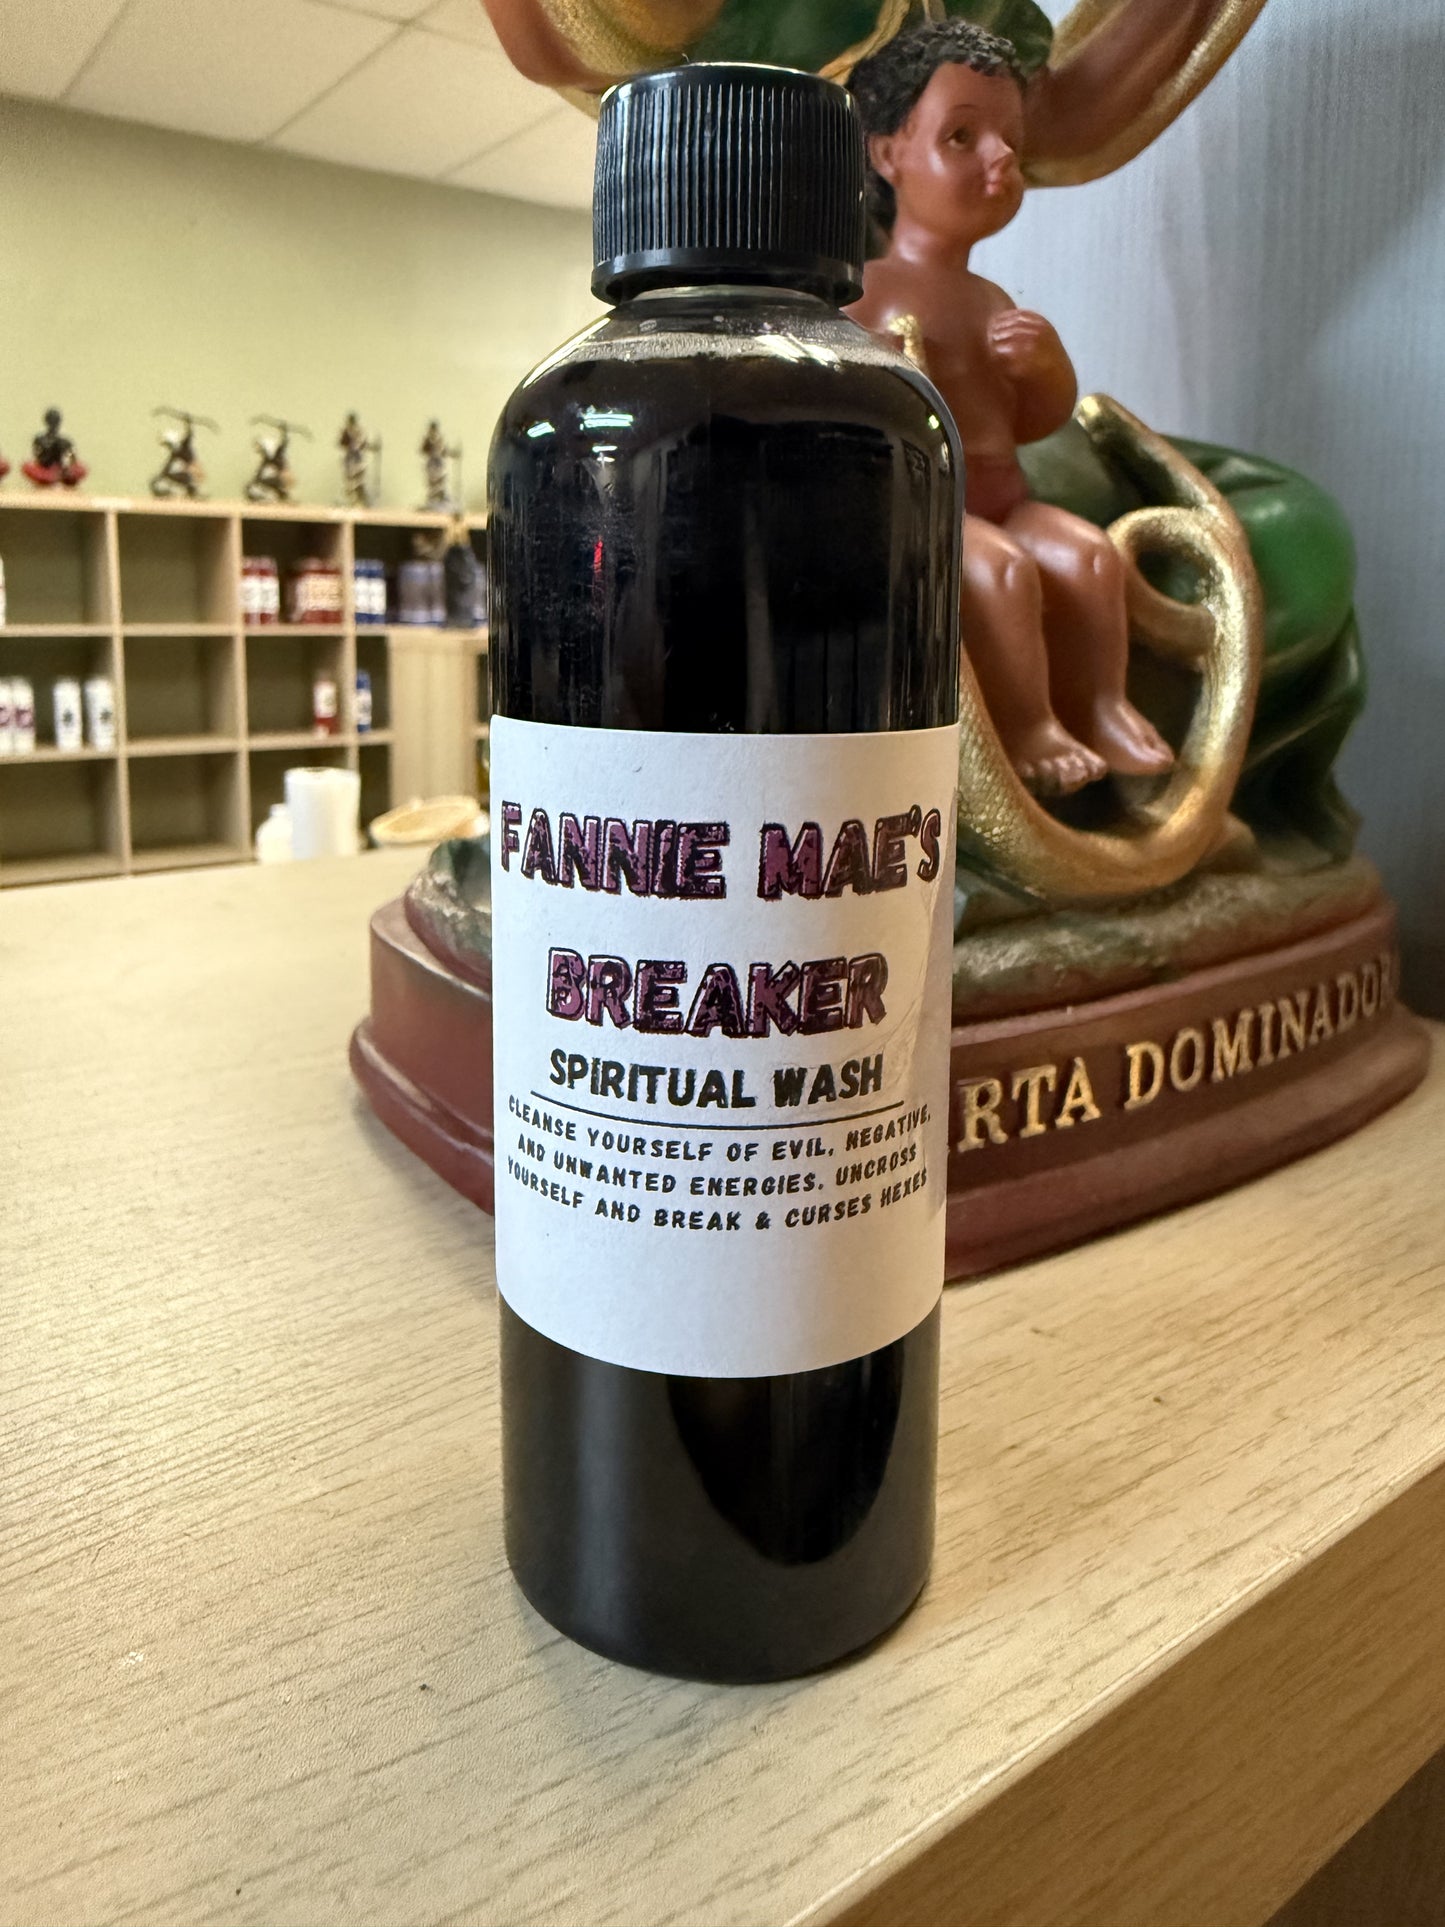 FANNIE MAE'S
BREAKER
SPIRITUAL WASH
CLEANSE YOURSELF OF EVIL, NEGATIVE,
AND UNWANTED ENERGIES. UNCROSS
YOURSELF AND BREAK & CURSES HEXES
RTA DOMINADOR